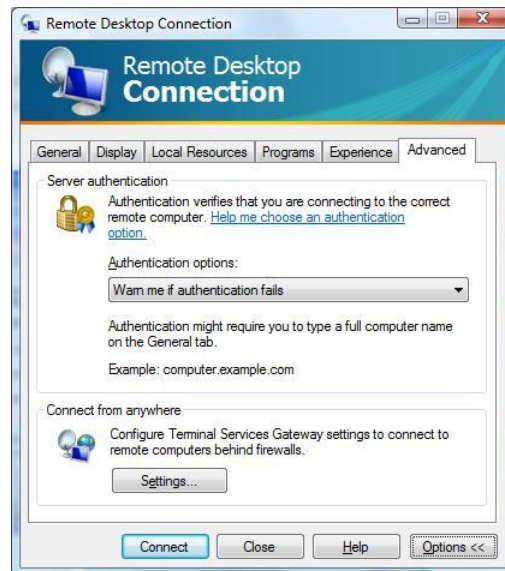 Remote Desktop Connection
Remote Desktop
Connection
General Display Local Resources Programs Experience Advanced
Server authentication
Authentication verifies that you are connecting to the correct
remote computer. Help me choose an authentication
option.
Authentication options:
Warn me if authentication fails
Authentication might require you to type a full computer name
on the General tab.
Example: computer.example.com
Connect from anywhere
Configure Terminal Services Gateway settings to connect to
remote computers behind firewalls.
Settings...
Connect Close Help Options <<